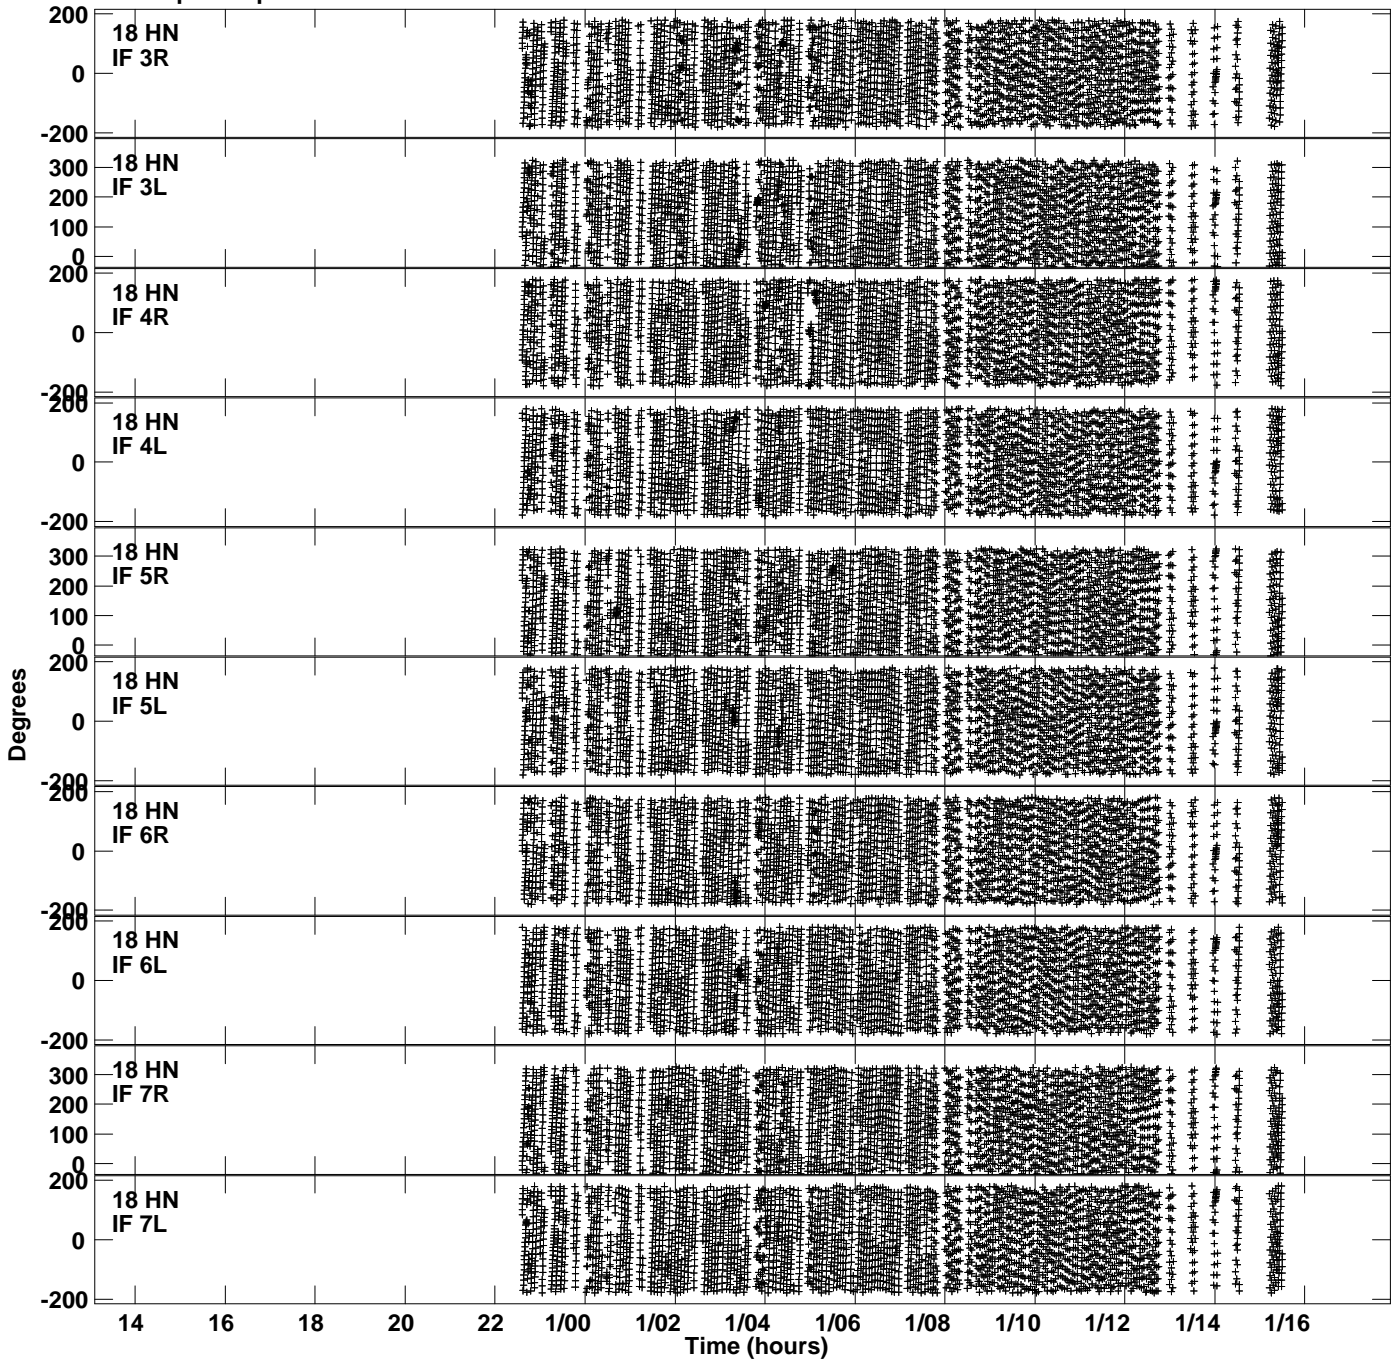 200
18 HN
IF 3R
0
-200
18 HN
IF 3L
300
200
100
0
200
18 HN
IF 4R
0
-200
200
18 HN
IF 4L
0
-200
18 HN
IF 5R
300
200
100
0
200
18 HN
IF 5L
0
-200
200
18 HN
IF 6R
0
-200
200
18 HN
IF 6L
0
-200
18 HN
IF 7R
300
200
100
0
200
18 HN
IF 7L
0
-200
Degrees
14 16 18 20 22 1/00 1/02 1/04 1/06 1/08 1/10 1/12 1/14 1/16
Time (hours)